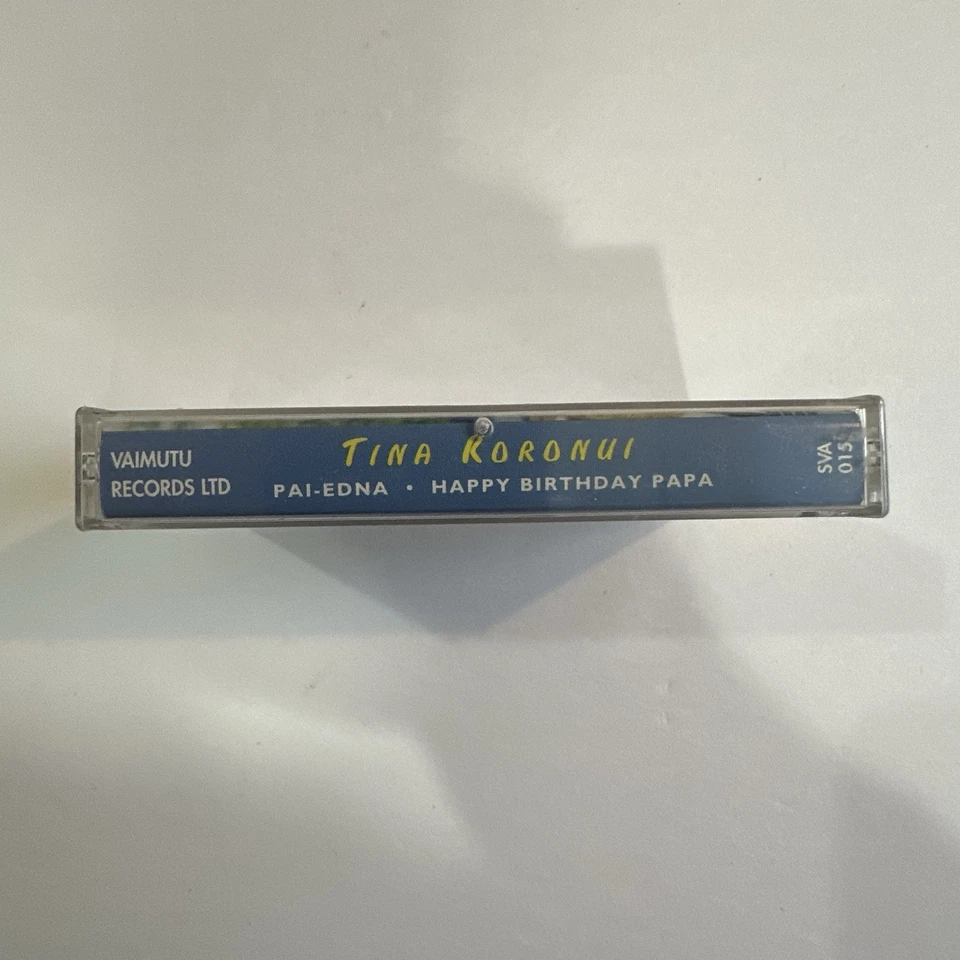 VAIMUTU
RECORDS LTD
TINA KORONUI
PAI-EDNA • HAPPY BIRTHDAY PAPA
SVA
015